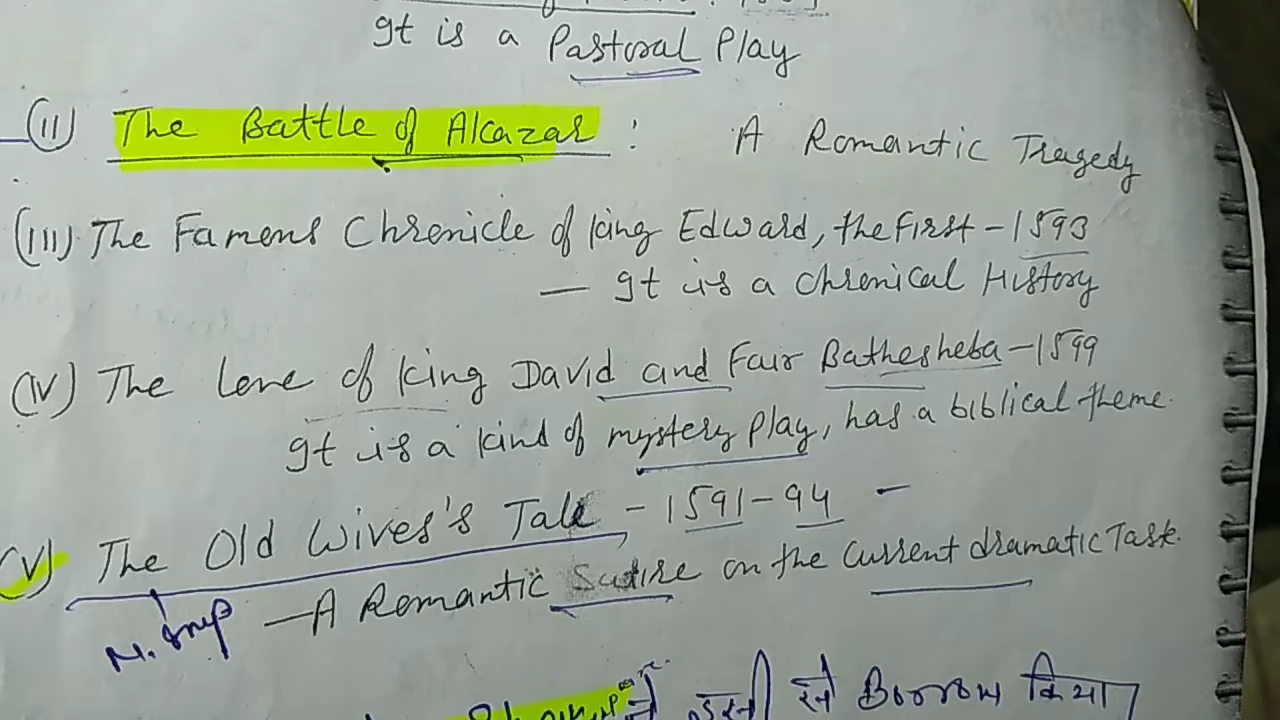 It is a Pastoral Play
(II) The Battle of Alcazar : A Romantic Tragedy
(III) The Famous Chronicle of King Edward, the First - 1593
— It is a Chronical History
(IV) The Love of King David and Fair Bathesheba - 1599
It is a kind of mystery Play, has a biblical theme.
(V) The Old Wives's Tale - 1591-94 -
M. Imp — A Romantic Satire on the Current dramatic Taste.
ने इसी से Borrow किया